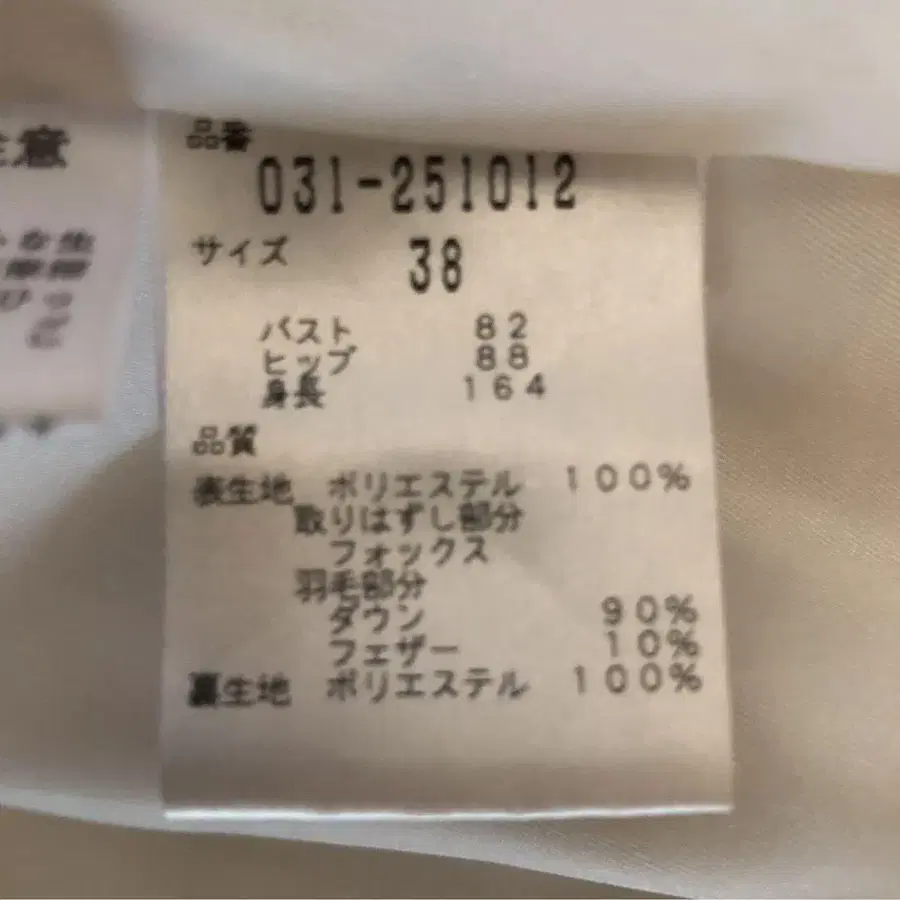 品番
031-251012
サイズ 38
バスト 82
ヒップ 88
身長 164
品質
表生地 ポリエステル 100%
取りはずし部分
フォックス
羽毛部分
ダウン 90%
フェザー 10%
裏生地 ポリエステル 100%
意